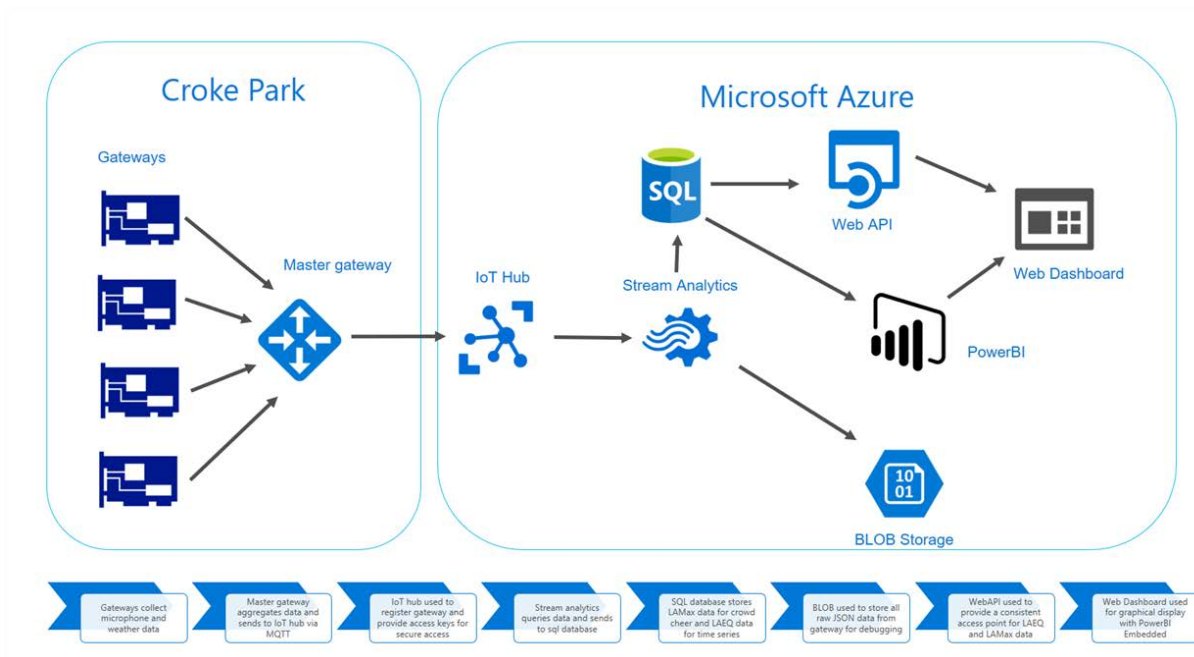 Croke Park
Microsoft Azure
Gateways
SQL
Web API
Master gateway
IoT Hub
Stream Analytics
Web Dashboard
PowerBI
10
01
BLOB Storage
Gateways collect
microphone and
weather data
Master gateway
aggregates data and
sends to IoT hub via
MQTT
IoT hub used to
register gateway and
provide access keys for
secure access
Stream analytics
queries data and sends
to sql database
SQL database stores
LAMax data for crowd
cheer and LAEQ data
for time series
BLOB used to store all
raw JSON data from
gateway for debugging
WebAPI used to
provide a consistent
access point for LAEQ
and LAMax data
Web Dashboard used
for graphical display
with PowerBI
Embedded